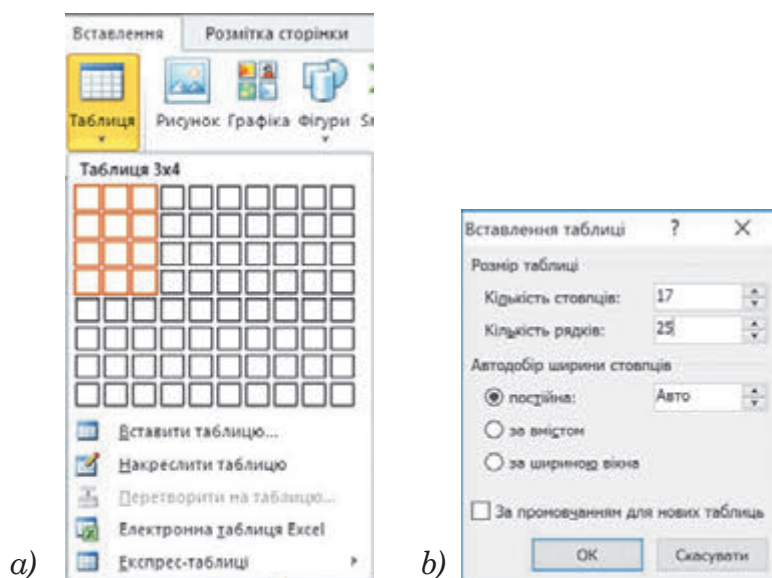 Вставлення Розмітка сторінки
Таблиця Рисунок Графіка Фігури
Таблиця 3x4
Вставити таблицю...
Накреслити таблицю
Перетворити на таблицю...
Електронна таблиця Excel
Експрес-таблиці
a)
Вставлення таблиці ? ×
Розмір таблиці
Кількість стовпців: 17
Кількість рядків: 25
Автодобір ширини стовпців
постійна: Авто
за вмістом
за шириною вікна
За промовчанням для нових таблиць
ОК Скасувати
b)